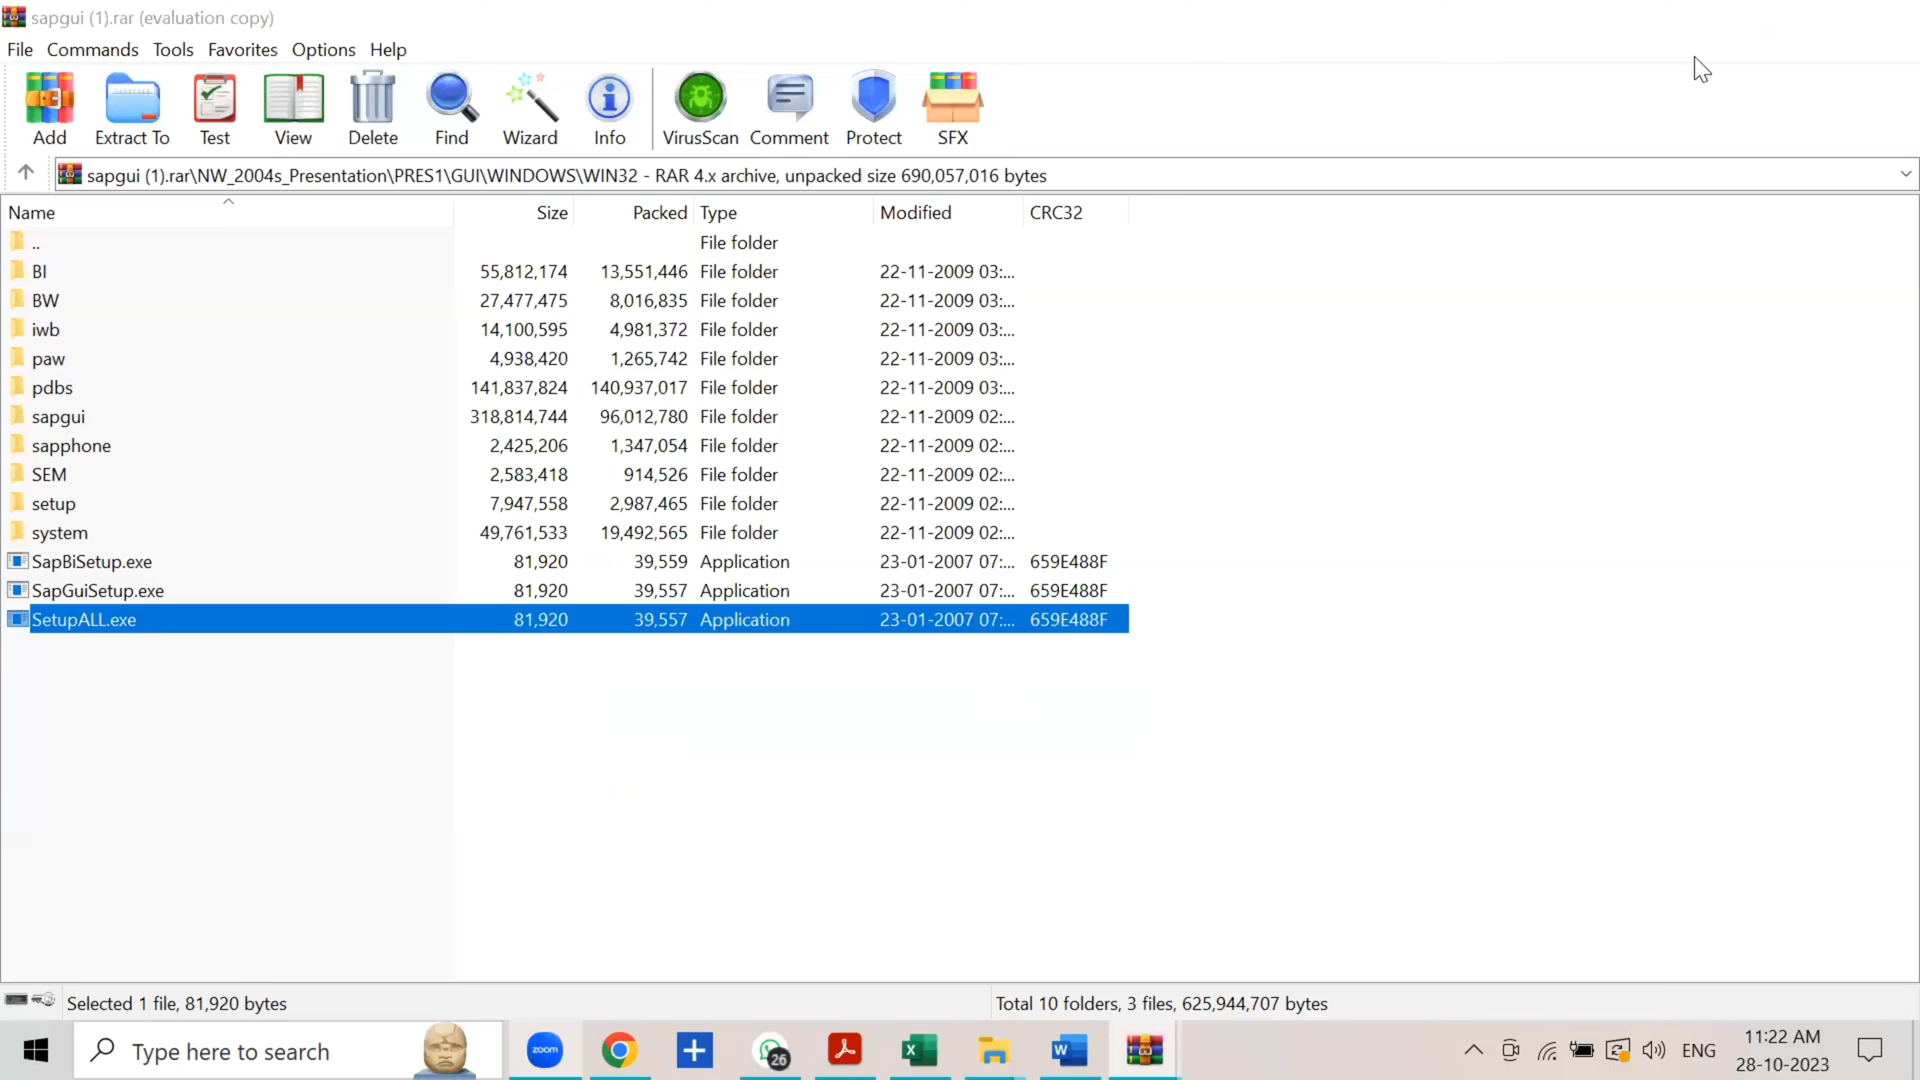 sapgui (1).rar (evaluation copy)
File Commands Tools Favorites Options Help
Add Extract To Test View Delete Find Wizard Info VirusScan Comment Protect SFX
sapgui (1).rar\NW_2004s_Presentation\PRES1\GUI\WINDOWS\WIN32 - RAR 4.x archive, unpacked size 690,057,016 bytes
Name Size Packed Type Modified CRC32
.. File folder
BI 55,812,174 13,551,446 File folder 22-11-2009 03:...
BW 27,477,475 8,016,835 File folder 22-11-2009 03:...
iwb 14,100,595 4,981,372 File folder 22-11-2009 03:...
paw 4,938,420 1,265,742 File folder 22-11-2009 03:...
pdbs 141,837,824 140,937,017 File folder 22-11-2009 03:...
sapgui 318,814,744 96,012,780 File folder 22-11-2009 02:...
sapphone 2,425,206 1,347,054 File folder 22-11-2009 02:...
SEM 2,583,418 914,526 File folder 22-11-2009 02:...
setup 7,947,558 2,987,465 File folder 22-11-2009 02:...
system 49,761,533 19,492,565 File folder 22-11-2009 02:...
SapBiSetup.exe 81,920 39,559 Application 23-01-2007 07:... 659E488F
SapGuiSetup.exe 81,920 39,557 Application 23-01-2007 07:... 659E488F
SetupALL.exe 81,920 39,557 Application 23-01-2007 07:... 659E488F
Selected 1 file, 81,920 bytes Total 10 folders, 3 files, 625,944,707 bytes
Type here to search zoom 26 X W ENG 11:22 AM
28-10-2023